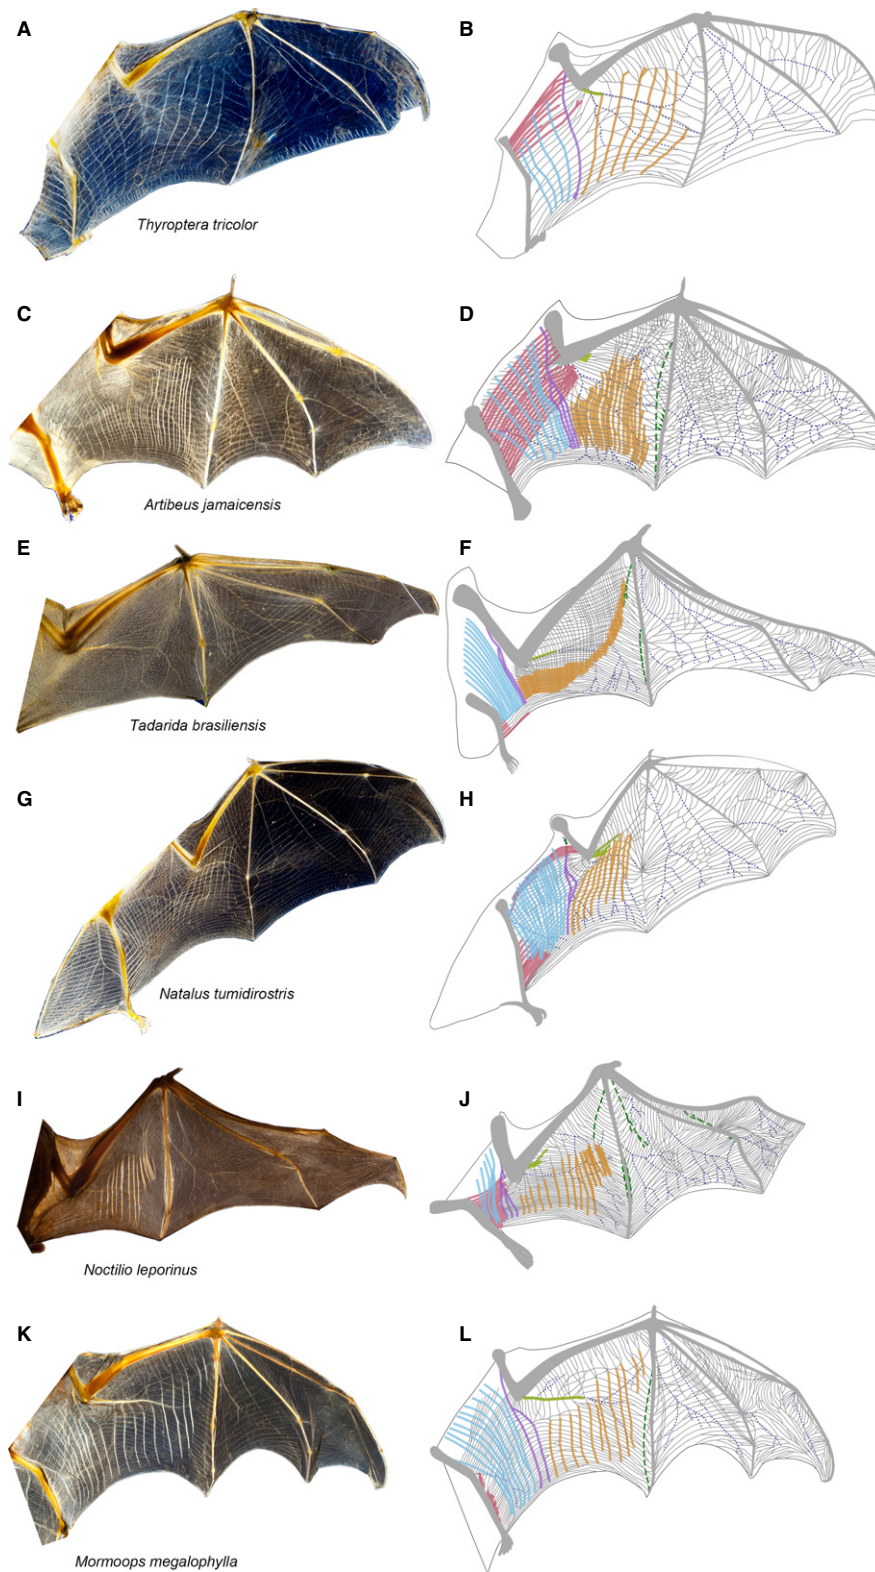 A
B
Thyroptera tricolor
C
D
Artibeus jamaicensis
E
F
Tadarida brasiliensis
G
H
Natalus tumidirostris
I
J
Noctilio leporinus
K
L
Mormoops megalophylla